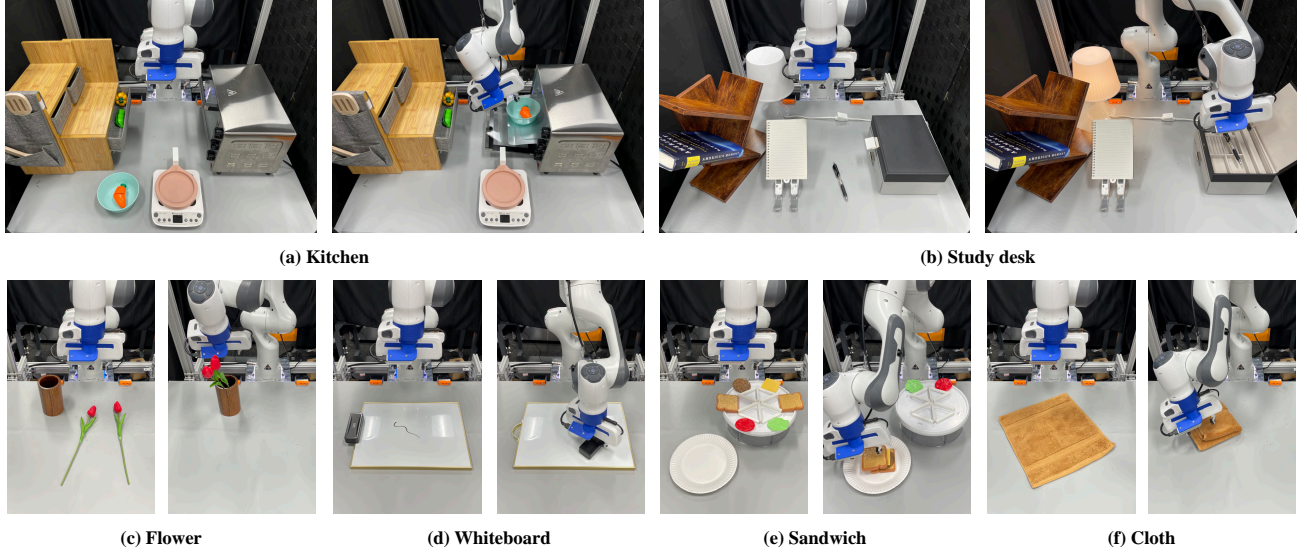 (a) Kitchen
(b) Study desk
(c) Flower
(d) Whiteboard
(e) Sandwich
(f) Cloth